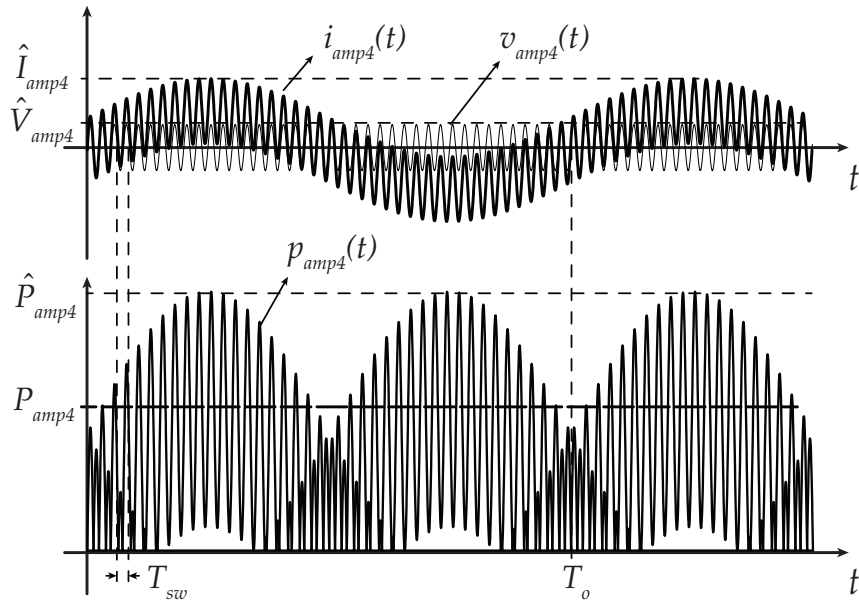 i_amp4(t)
v_amp4(t)
Î_amp4
V̂_amp4
t
p_amp4(t)
P̂_amp4
P_amp4
T_sw
T_o
t